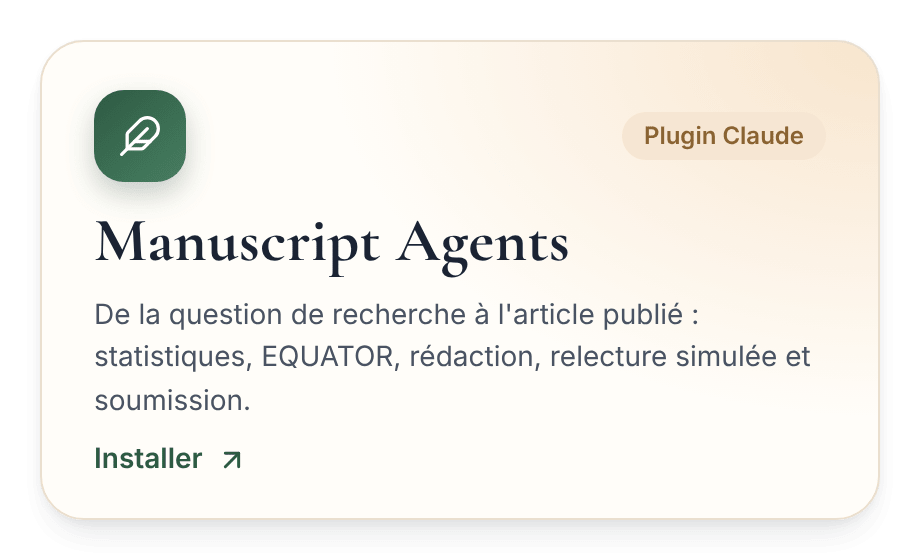 Plugin Claude
Manuscript Agents
De la question de recherche à l'article publié :
statistiques, EQUATOR, rédaction, relecture simulée et
soumission.
Installer